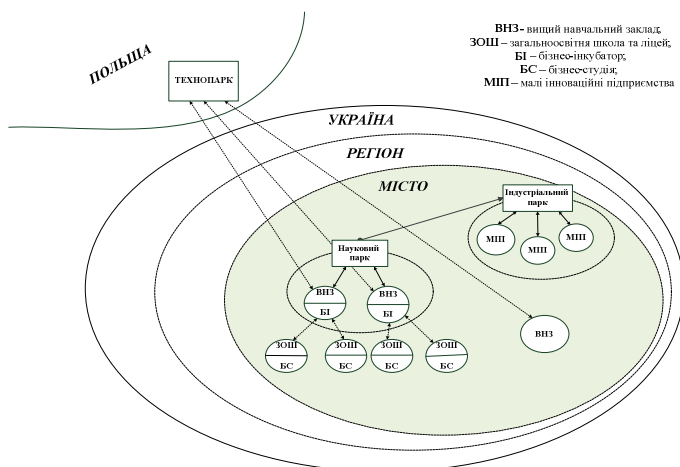 ВНЗ- вищий навчальний заклад;
ЗОШ – загальноосвітня школа та ліцей;
БІ – бізнес-інкубатор;
БС – бізнес-студія;
МІП – малі інноваційні підприємства
ПОЛЬЩА
ТЕХНОПАРК
УКРАЇНА
РЕГІОН
МІСТО
Індустріальний
парк
МІП
МІП
МІП
Науковий
парк
ВНЗ
БІ
ВНЗ
БІ
ВНЗ
ЗОШ
БС
ЗОШ
БС
ЗОШ
БС
ЗОШ
БС